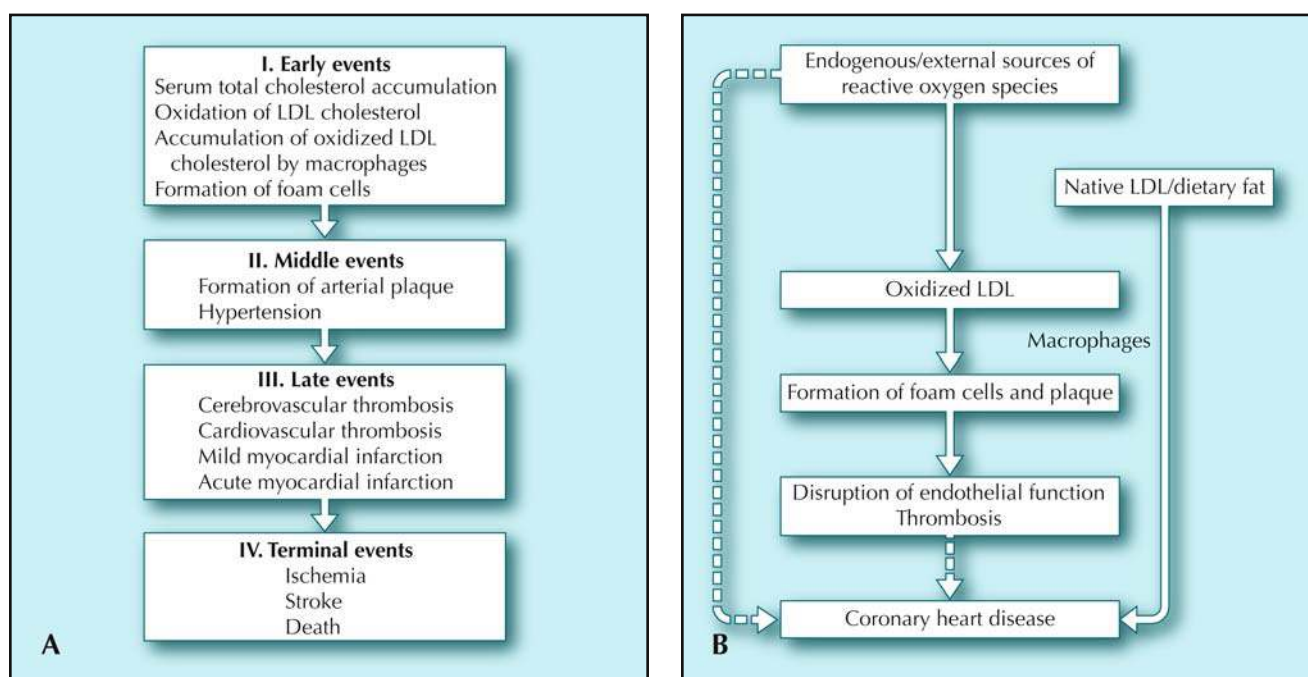 I. Early events
Serum total cholesterol accumulation
Oxidation of LDL cholesterol
Accumulation of oxidized LDL
cholesterol by macrophages
Formation of foam cells
II. Middle events
Formation of arterial plaque
Hypertension
III. Late events
Cerebrovascular thrombosis
Cardiovascular thrombosis
Mild myocardial infarction
Acute myocardial infarction
IV. Terminal events
Ischemia
Stroke
Death
A
Endogenous/external sources of
reactive oxygen species
Native LDL/dietary fat
Oxidized LDL
Macrophages
Formation of foam cells and plaque
Disruption of endothelial function
Thrombosis
Coronary heart disease
B